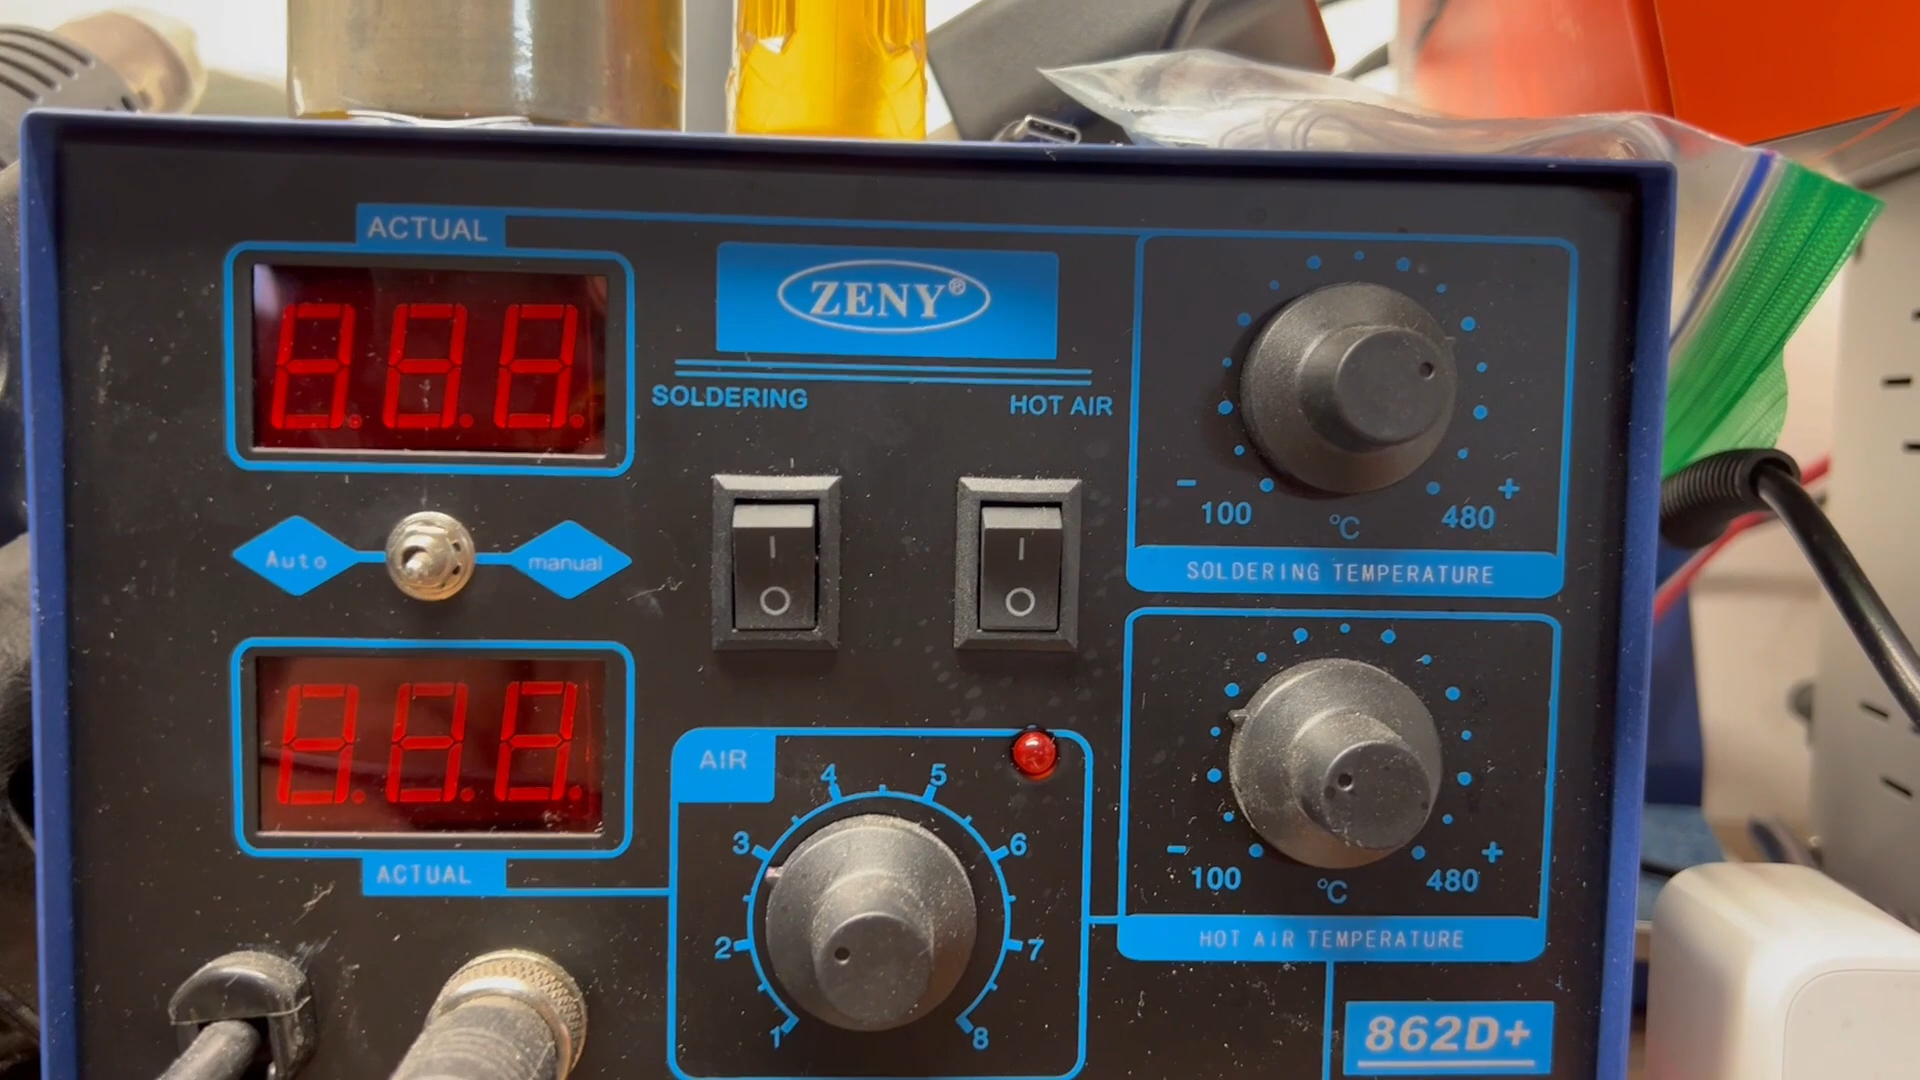 ACTUAL
ZENY®
SOLDERING
HOT AIR
- 100 °C 480 +
SOLDERING TEMPERATURE
Auto
manual
I
O
I
O
ACTUAL
AIR
1 2 3 4 5 6 7 8
- 100 °C 480 +
HOT AIR TEMPERATURE
862D+